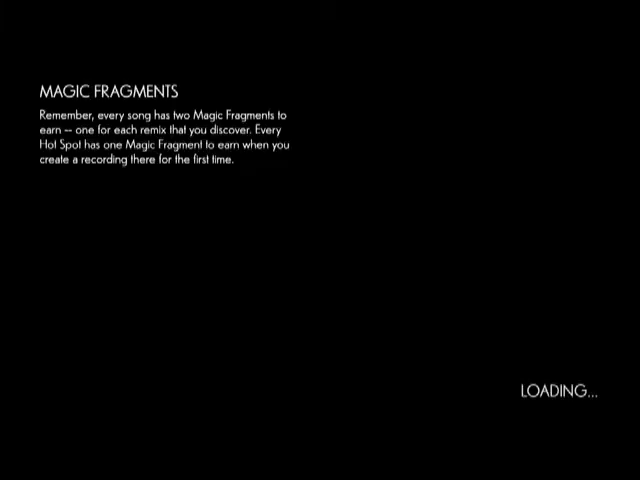 MAGIC FRAGMENTS
Remember, every song has two Magic Fragments to
earn -- one for each remix that you discover. Every
Hot Spot has one Magic Fragment to earn when you
create a recording there for the first time.
LOADING...